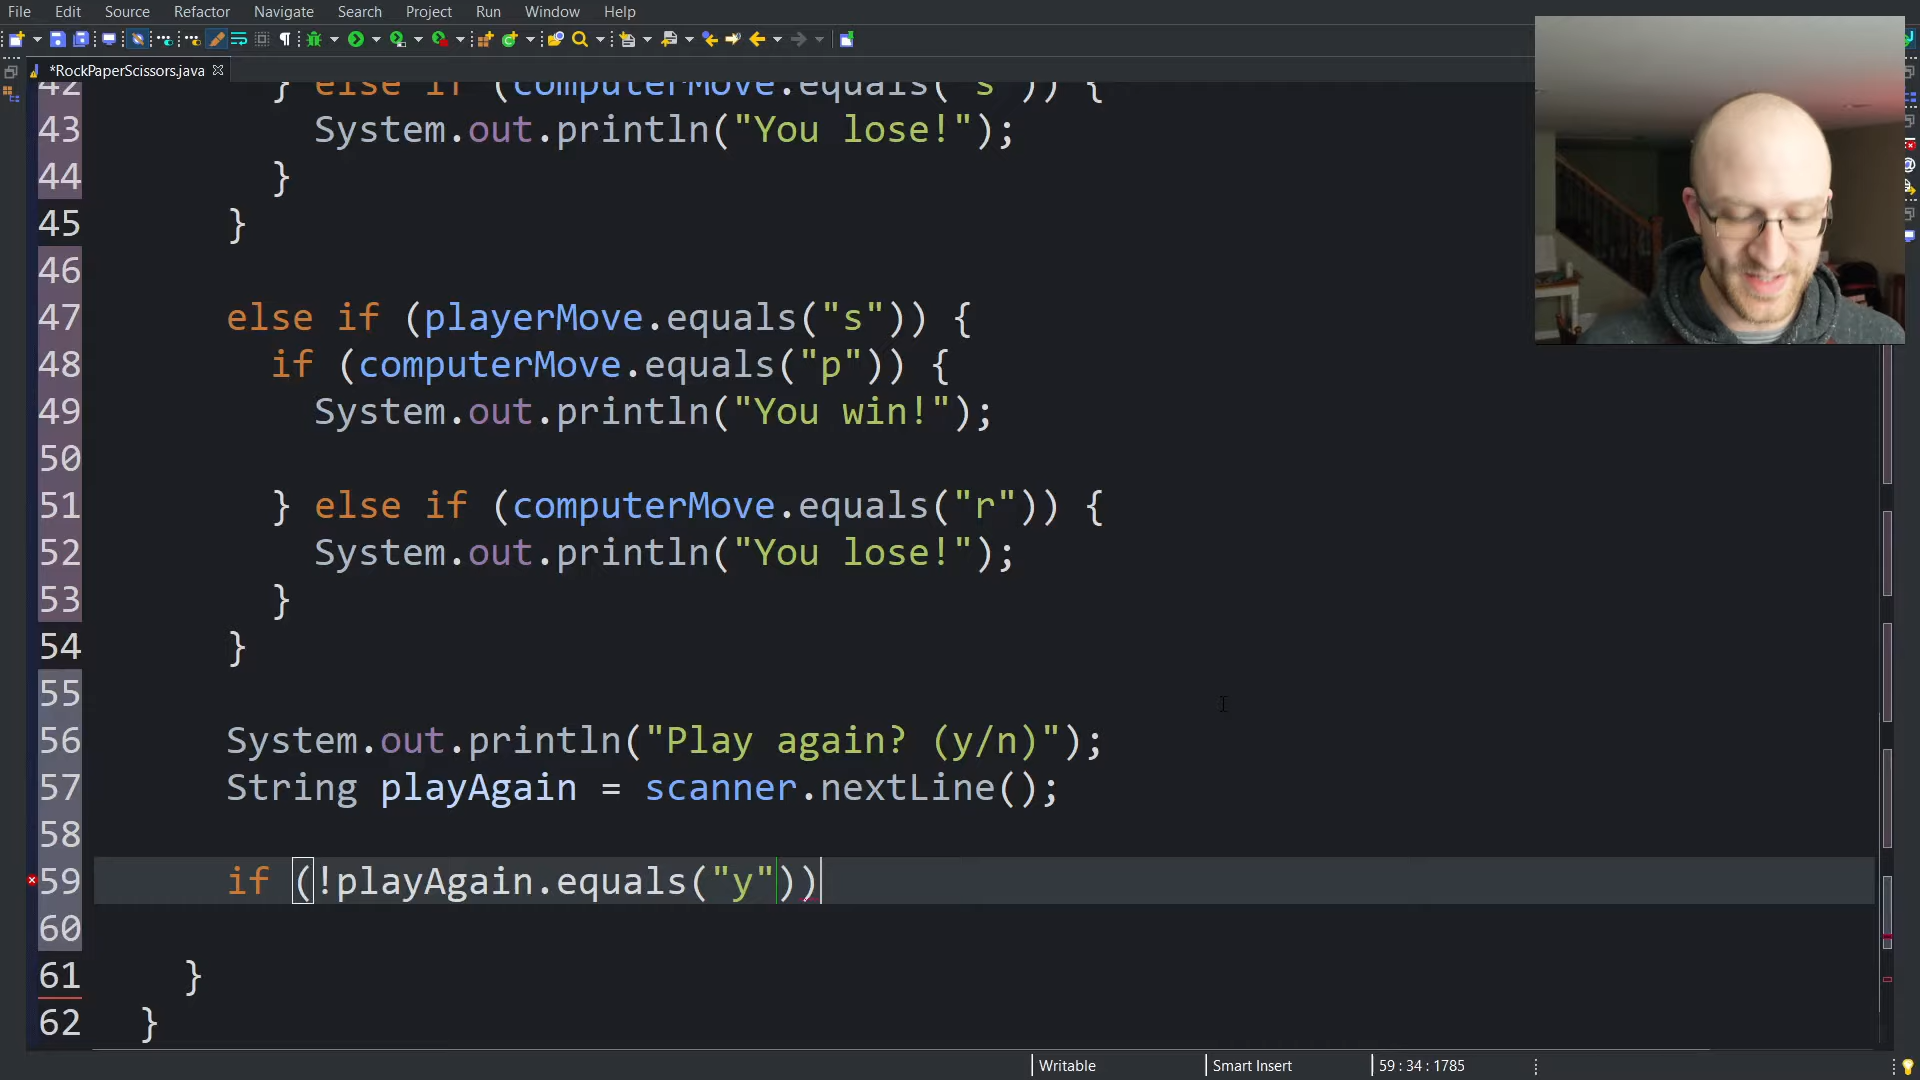 File Edit Source Refactor Navigate Search Project Run Window Help
*RockPaperScissors.java
42 } else if (computerMove.equals("s")) {
43 System.out.println("You lose!");
44 }
45 }
46
47 else if (playerMove.equals("s")) {
48 if (computerMove.equals("p")) {
49 System.out.println("You win!");
50
51 } else if (computerMove.equals("r")) {
52 System.out.println("You lose!");
53 }
54 }
55
56 System.out.println("Play again? (y/n)");
57 String playAgain = scanner.nextLine();
58
59 if (!playAgain.equals("y"))
60
61 }
62 }
Writable Smart Insert 59 : 34 : 1785